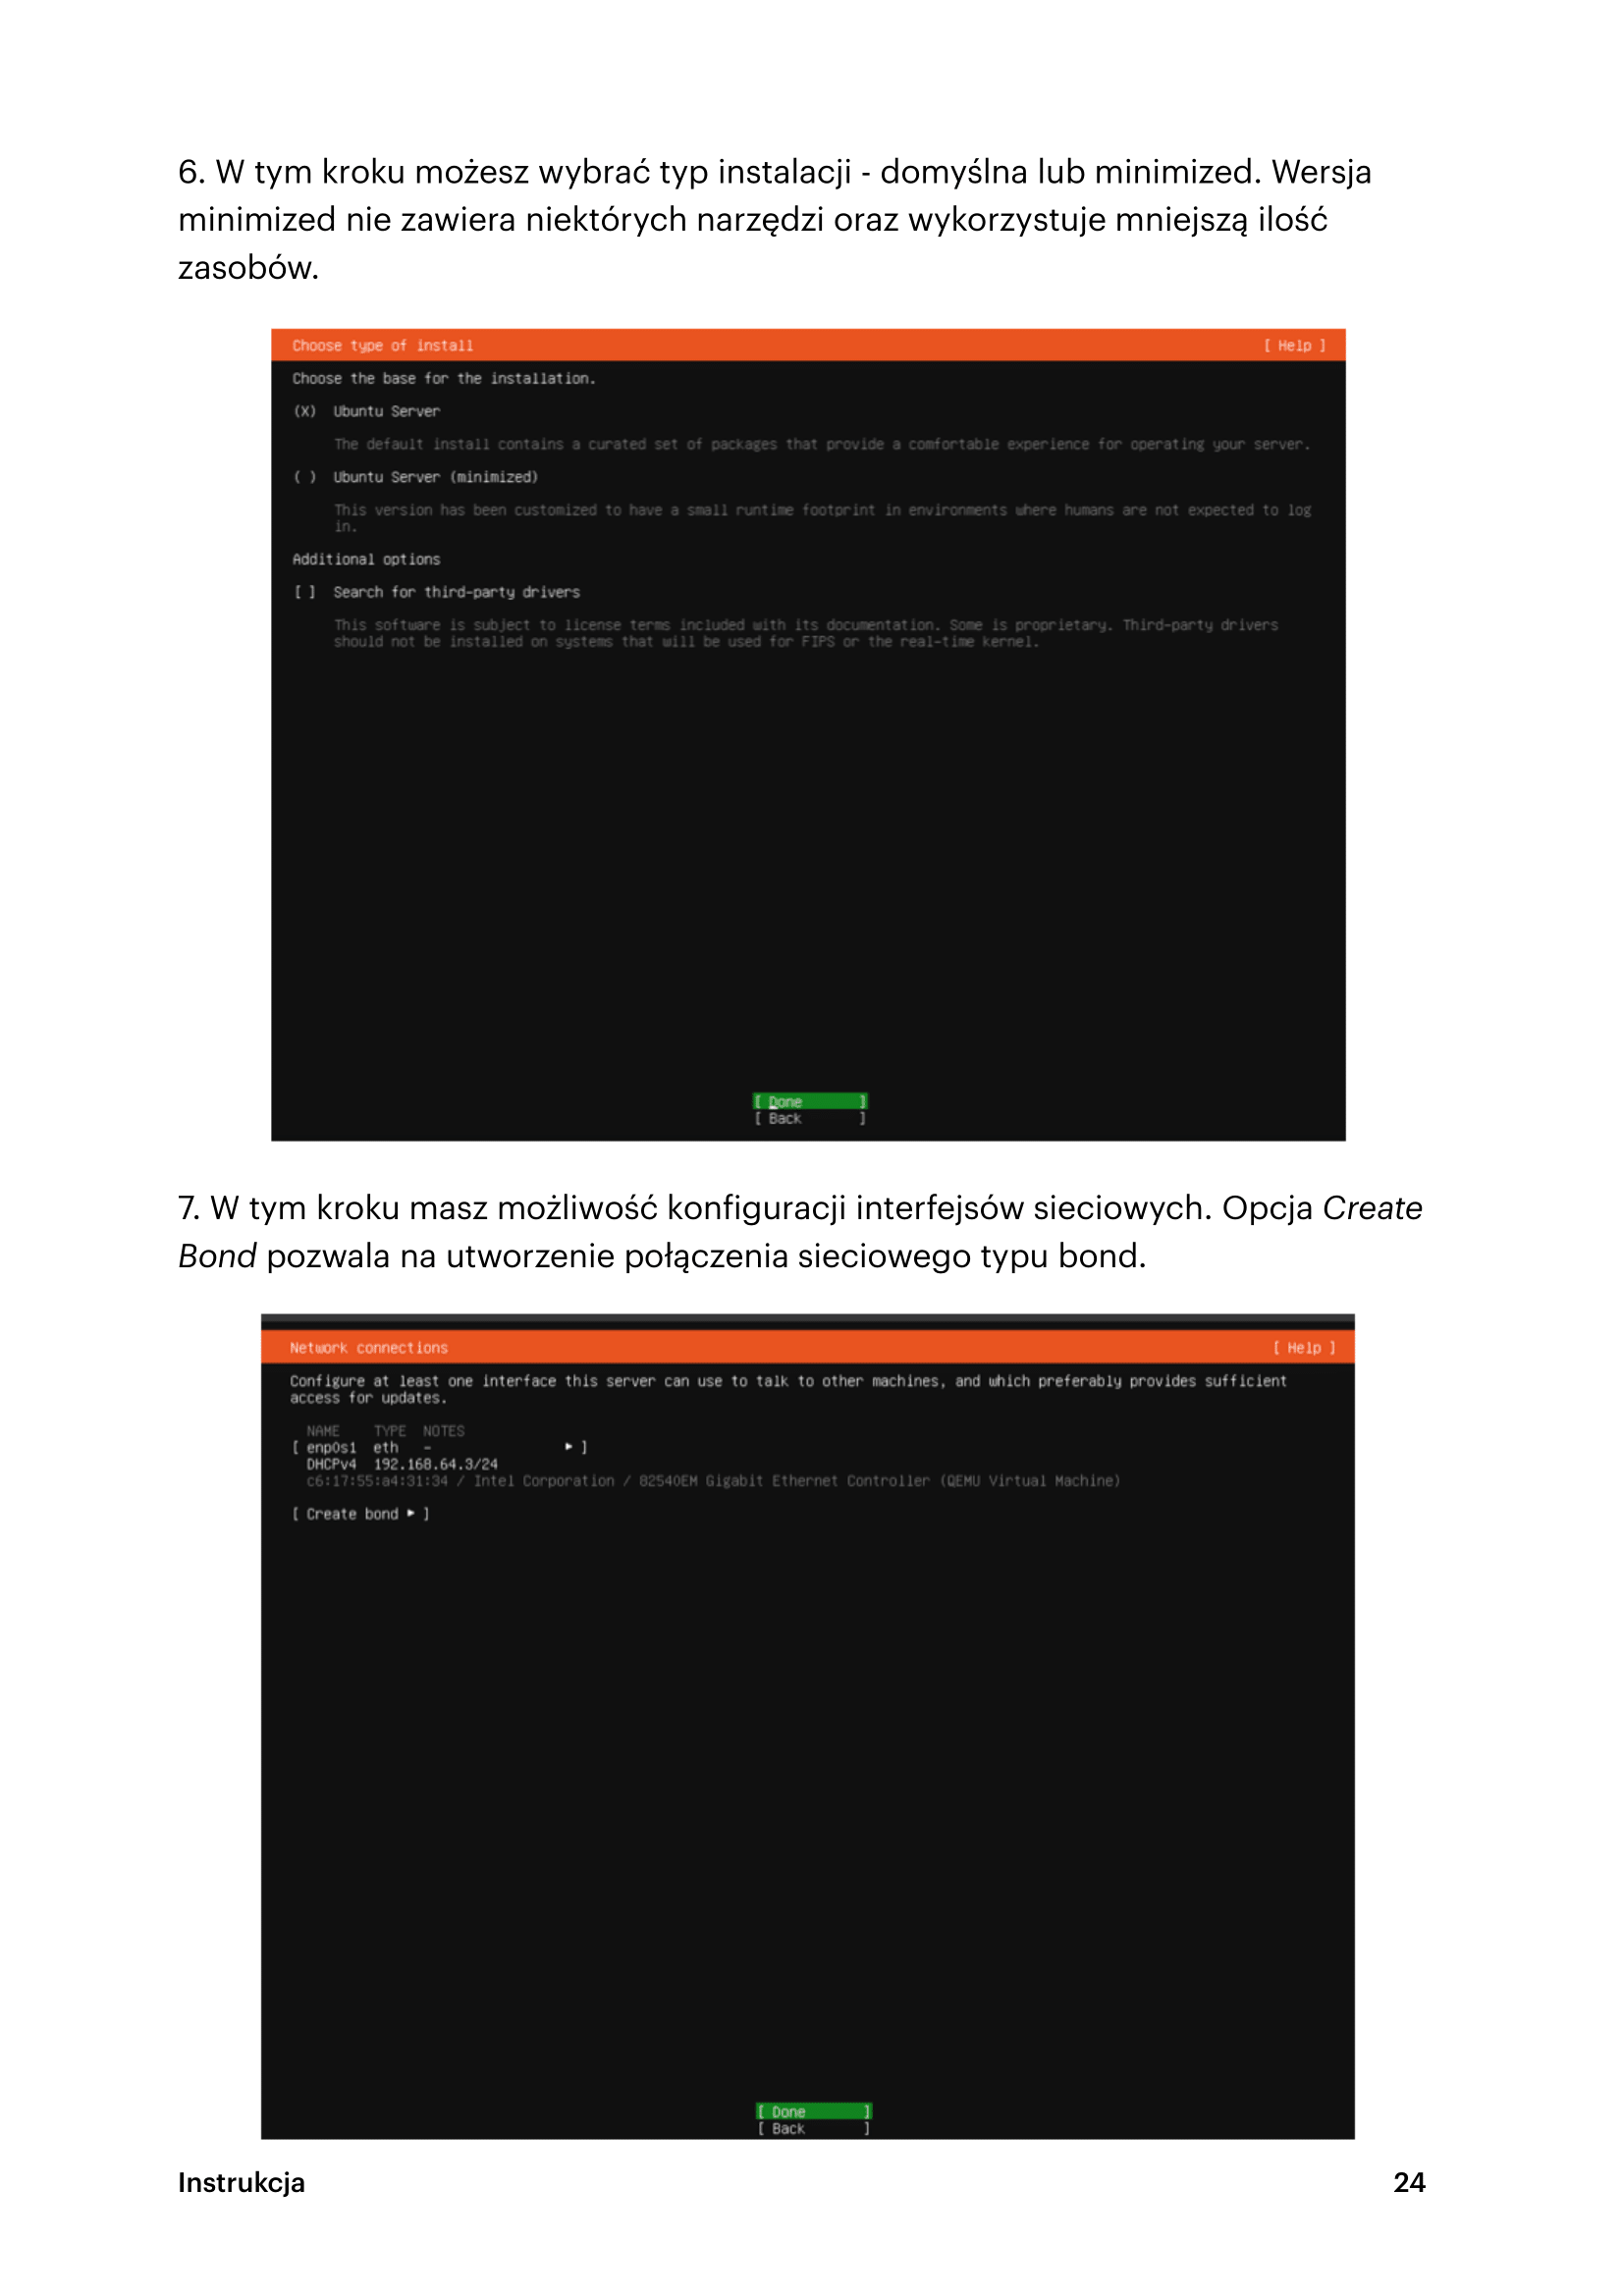 6. W tym kroku możesz wybrać typ instalacji - domyślna lub minimized. Wersja
minimized nie zawiera niektórych narzędzi oraz wykorzystuje mniejszą ilość
zasobów.
Choose type of install [ Help ]
Choose the base for the installation.
(X) Ubuntu Server
The default install contains a curated set of packages that provide a comfortable experience for operating your server.
( ) Ubuntu Server (minimized)
This version has been customized to have a small runtime footprint in environments where humans are not expected to log
in.
Additional options
[ ] Search for third-party drivers
This software is subject to license terms included with its documentation. Some is proprietary. Third-party drivers
should not be installed on systems that will be used for FIPS or the real-time kernel.
[ Done ]
[ Back ]
7. W tym kroku masz możliwość konfiguracji interfejsów sieciowych. Opcja Create
Bond pozwala na utworzenie połączenia sieciowego typu bond.
Network connections [ Help ]
Configure at least one interface this server can use to talk to other machines, and which preferably provides sufficient
access for updates.
NAME TYPE NOTES
[ enp0s1 eth - ▸ ]
DHCPv4 192.168.64.3/24
c6:17:55:a4:31:34 / Intel Corporation / 82540EM Gigabit Ethernet Controller (QEMU Virtual Machine)
[ Create bond ▸ ]
[ Done ]
[ Back ]
Instrukcja 24